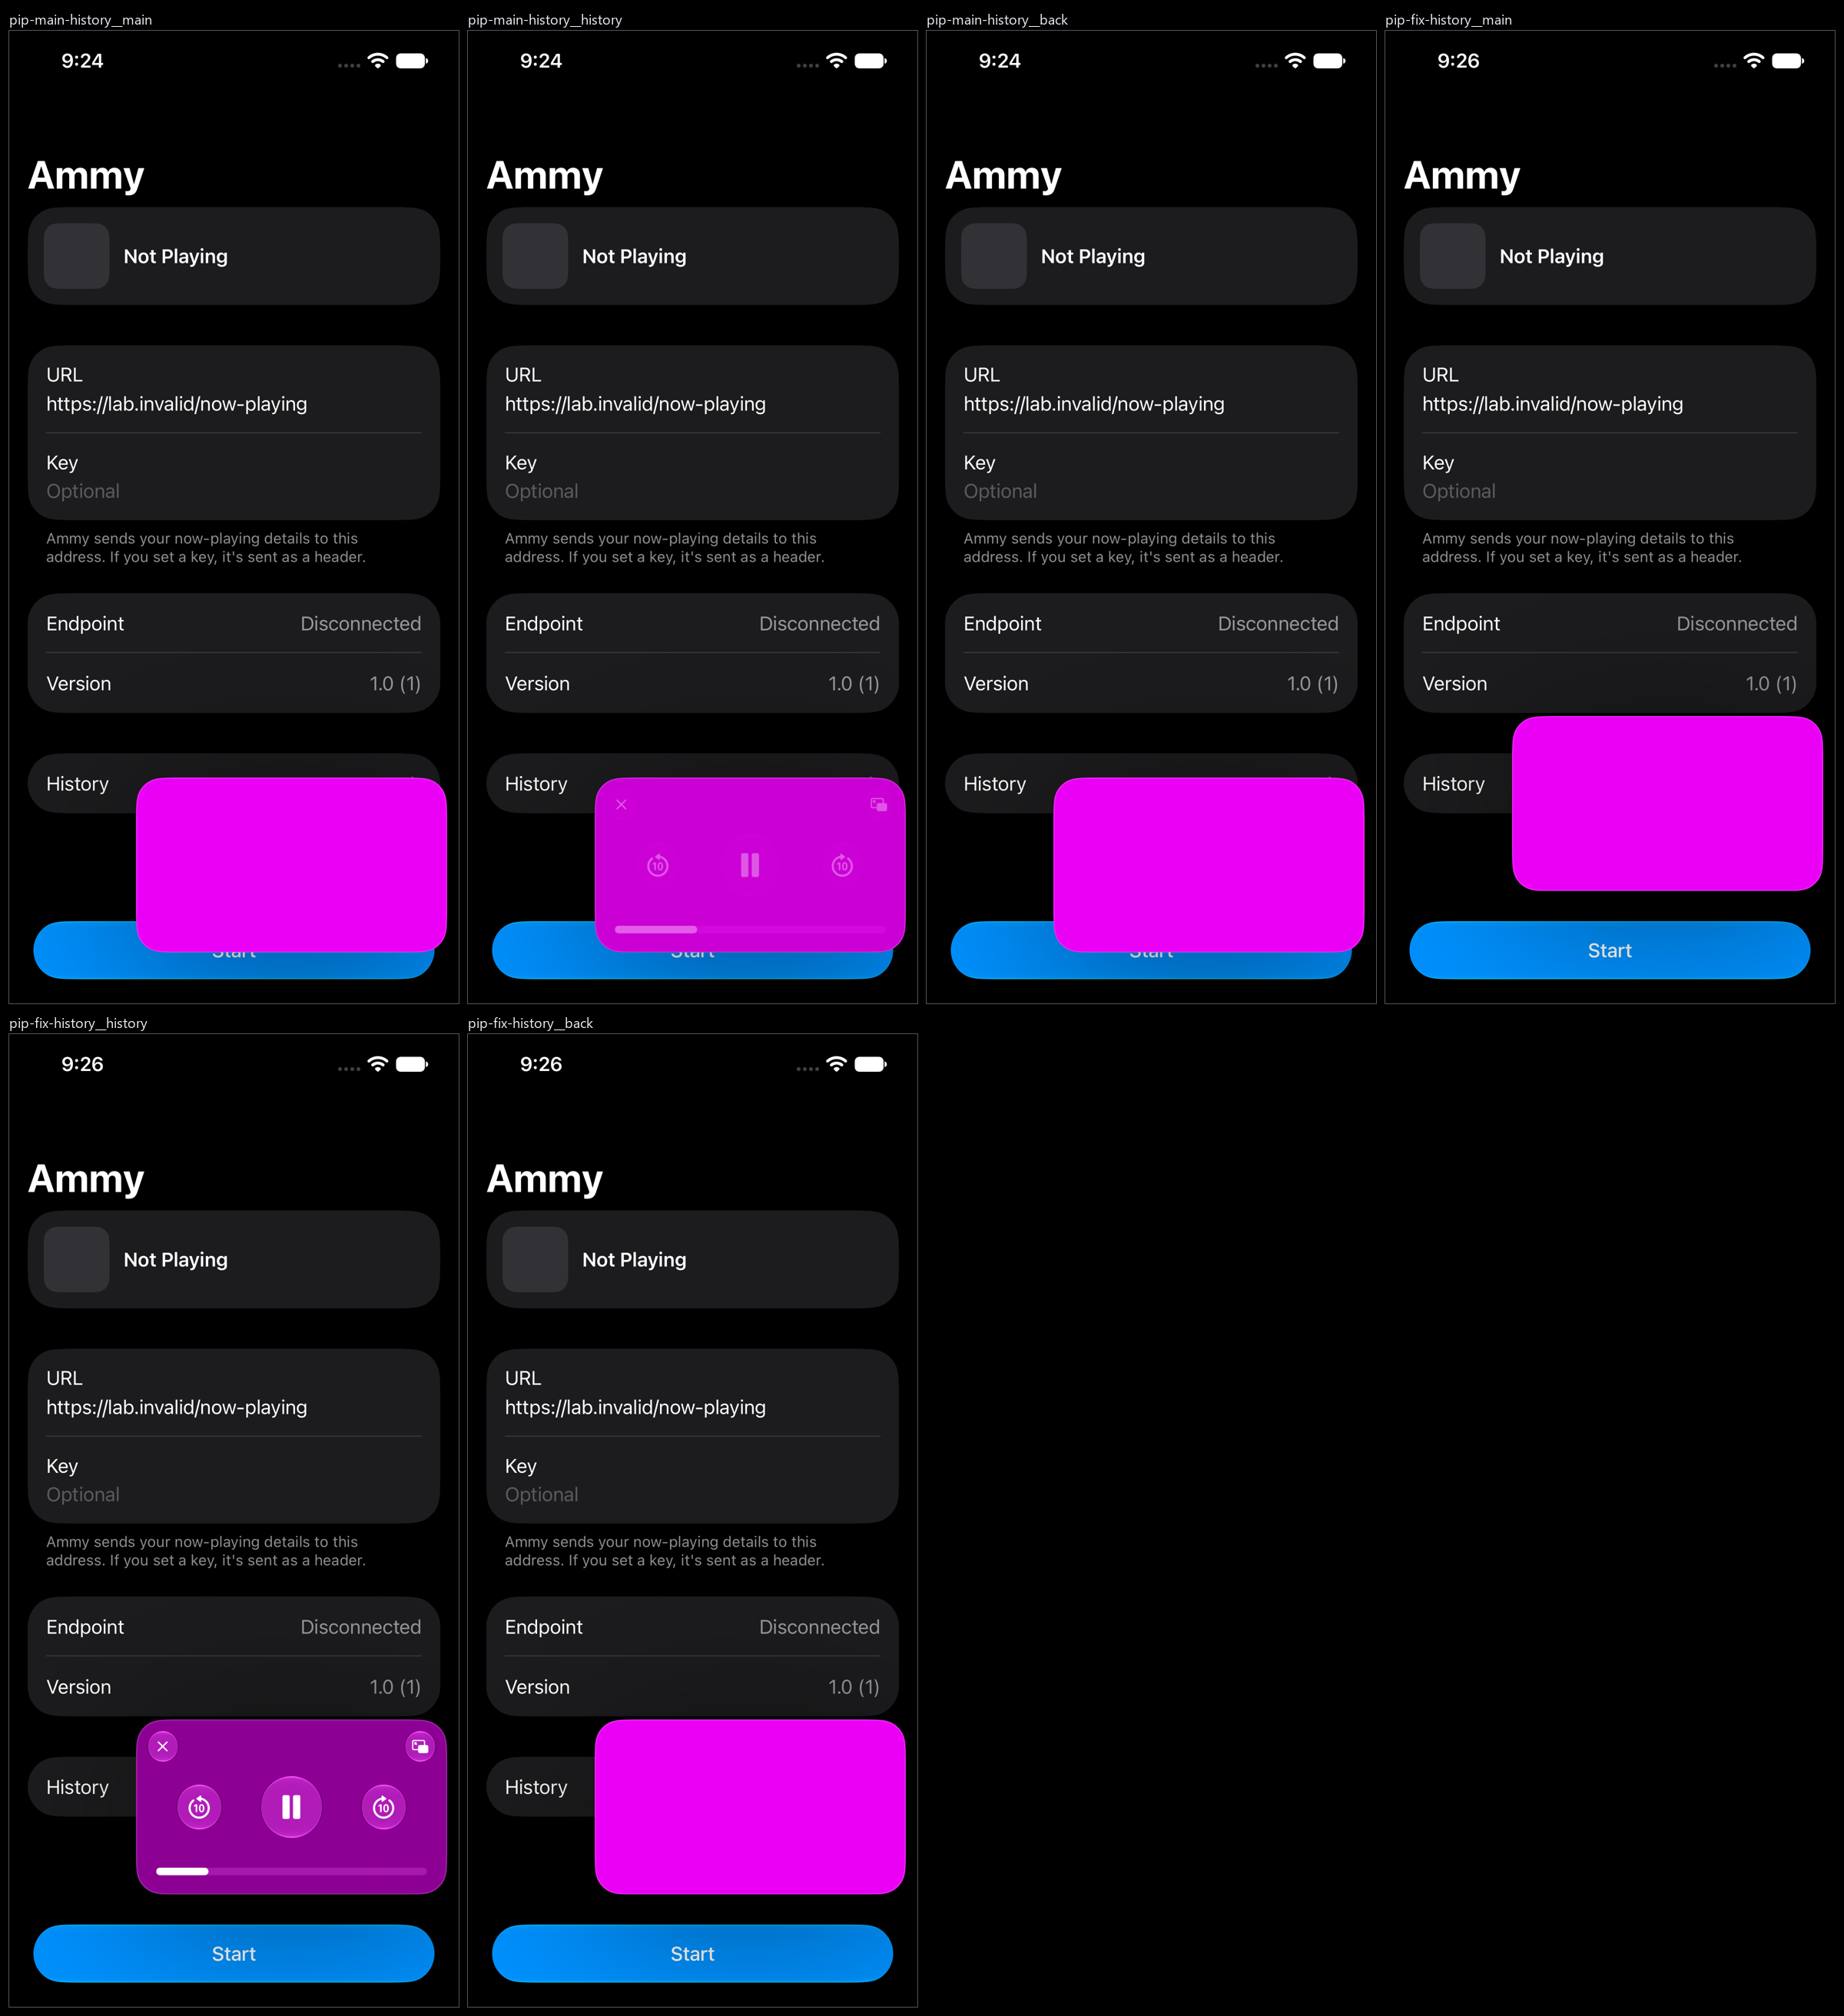 pip-main-history__main
9:24
Ammy
Not Playing
URL
https://lab.invalid/now-playing
Key
Optional
Ammy sends your now-playing details to this
address. If you set a key, it's sent as a header.
Endpoint Disconnected
Version 1.0 (1)
History
Start
pip-main-history__history
9:24
Ammy
Not Playing
URL
https://lab.invalid/now-playing
Key
Optional
Ammy sends your now-playing details to this
address. If you set a key, it's sent as a header.
Endpoint Disconnected
Version 1.0 (1)
History
10 10
Start
pip-main-history__back
9:24
Ammy
Not Playing
URL
https://lab.invalid/now-playing
Key
Optional
Ammy sends your now-playing details to this
address. If you set a key, it's sent as a header.
Endpoint Disconnected
Version 1.0 (1)
History
Start
pip-fix-history__main
9:26
Ammy
Not Playing
URL
https://lab.invalid/now-playing
Key
Optional
Ammy sends your now-playing details to this
address. If you set a key, it's sent as a header.
Endpoint Disconnected
Version 1.0 (1)
History
Start
pip-fix-history__history
9:26
Ammy
Not Playing
URL
https://lab.invalid/now-playing
Key
Optional
Ammy sends your now-playing details to this
address. If you set a key, it's sent as a header.
Endpoint Disconnected
Version 1.0 (1)
History
10 10
Start
pip-fix-history__back
9:26
Ammy
Not Playing
URL
https://lab.invalid/now-playing
Key
Optional
Ammy sends your now-playing details to this
address. If you set a key, it's sent as a header.
Endpoint Disconnected
Version 1.0 (1)
History
Start